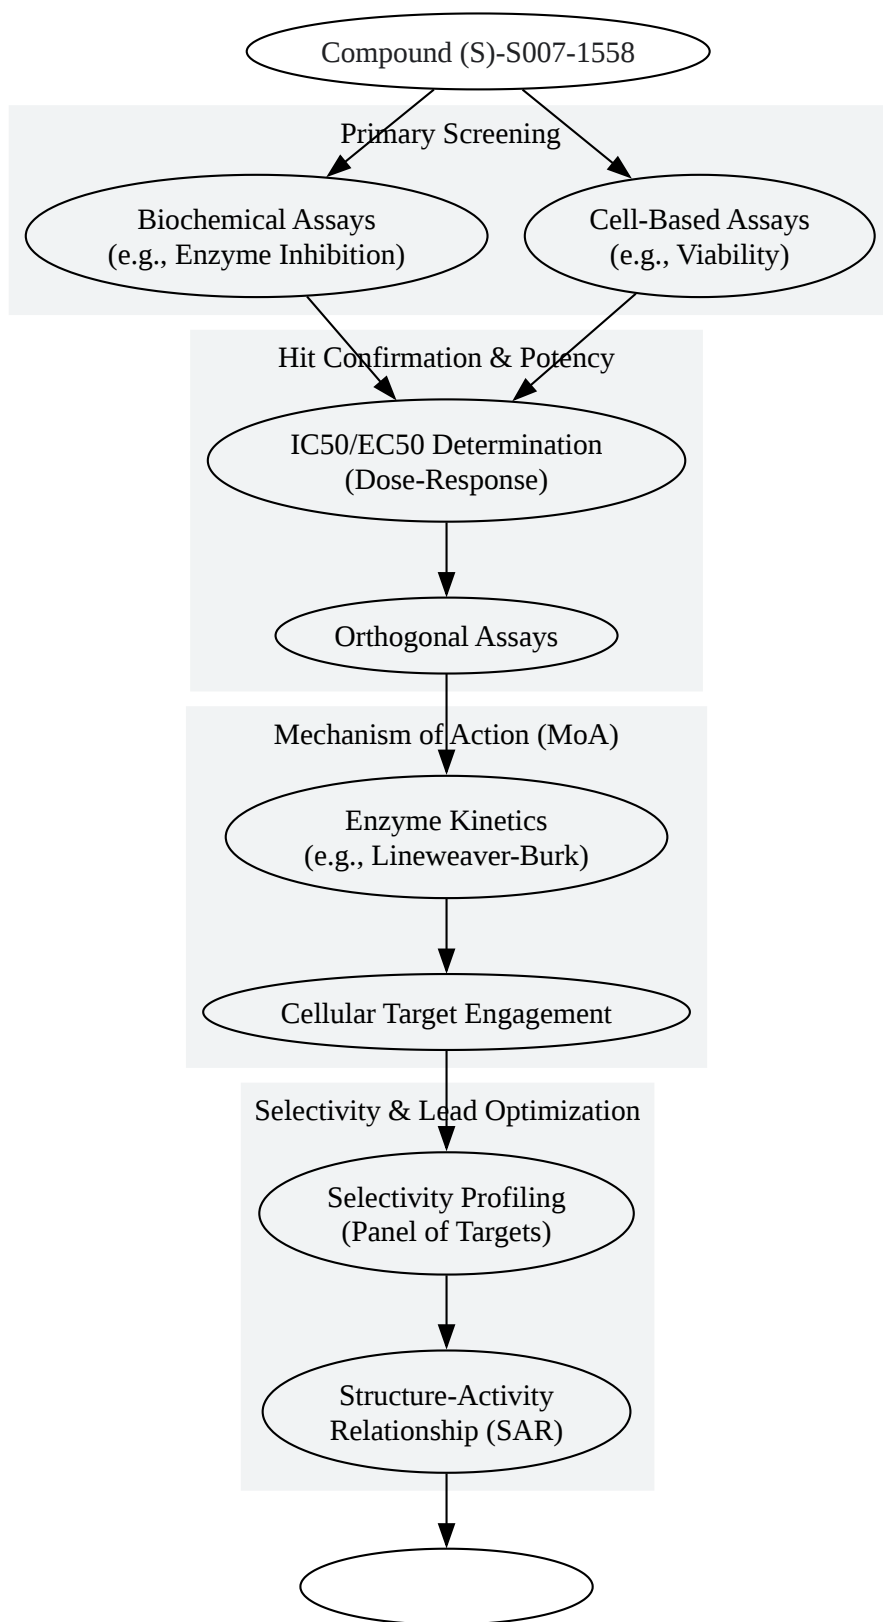 Compound (S)-S007-1558
Primary Screening
Biochemical Assays
(e.g., Enzyme Inhibition)
Cell-Based Assays
(e.g., Viability)
Hit Confirmation & Potency
IC50/EC50 Determination
(Dose-Response)
Orthogonal Assays
Mechanism of Action (MoA)
Enzyme Kinetics
(e.g., Lineweaver-Burk)
Cellular Target Engagement
Selectivity & Lead Optimization
Selectivity Profiling
(Panel of Targets)
Structure-Activity
Relationship (SAR)